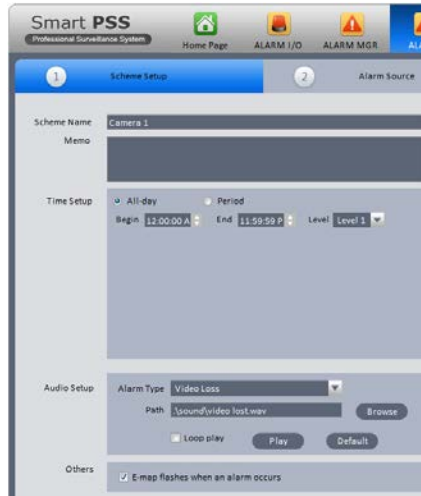 Smart PSS
Professional Surveillance System
Home Page
ALARM I/O
ALARM MGR
AL
1 Scheme Setup
2 Alarm Source
Scheme Name Camera 1
Memo
Time Setup All-day Period
Begin 12:00:00 A End 11:59:59 P Level Level 1
Audio Setup Alarm Type Video Loss
Path .\sound\video lost.wav Browse
Loop play Play Default
Others E-map flashes when an alarm occurs